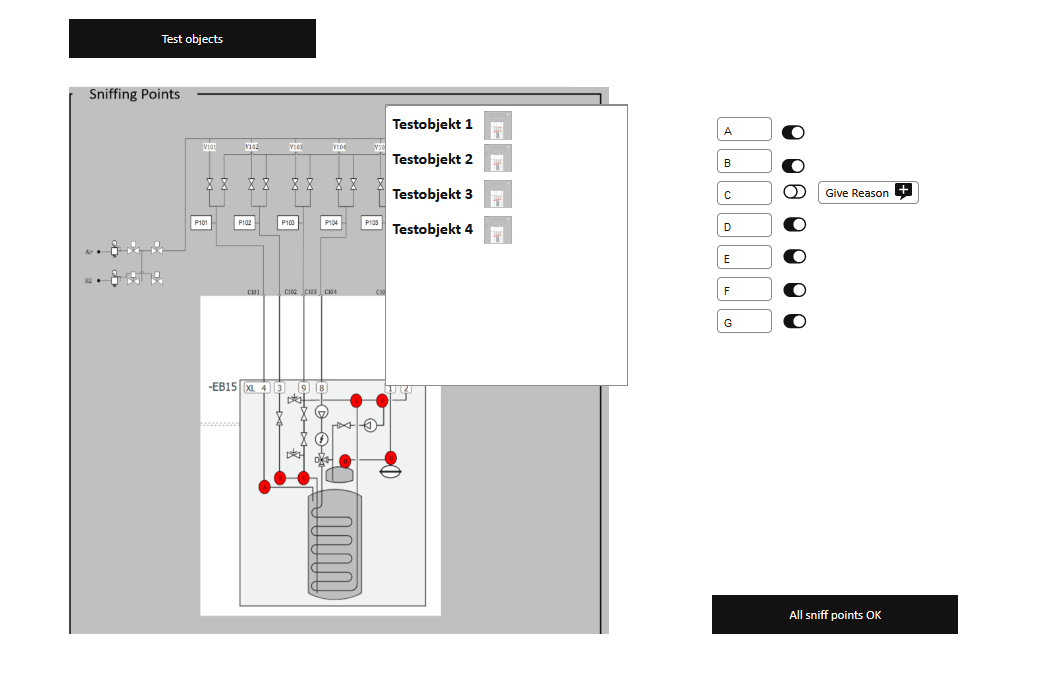 Test objects
Sniffing Points
Testobjekt 1
Testobjekt 2
Testobjekt 3
Testobjekt 4
V101 V102 V103 V104
P101 P102 P103 P104 P105
Air
H2
C101 C102 C103 C104
-EB15 XL 4 3 9 8 1 2
A
B
C Give Reason
D
E
F
G
All sniff points OK